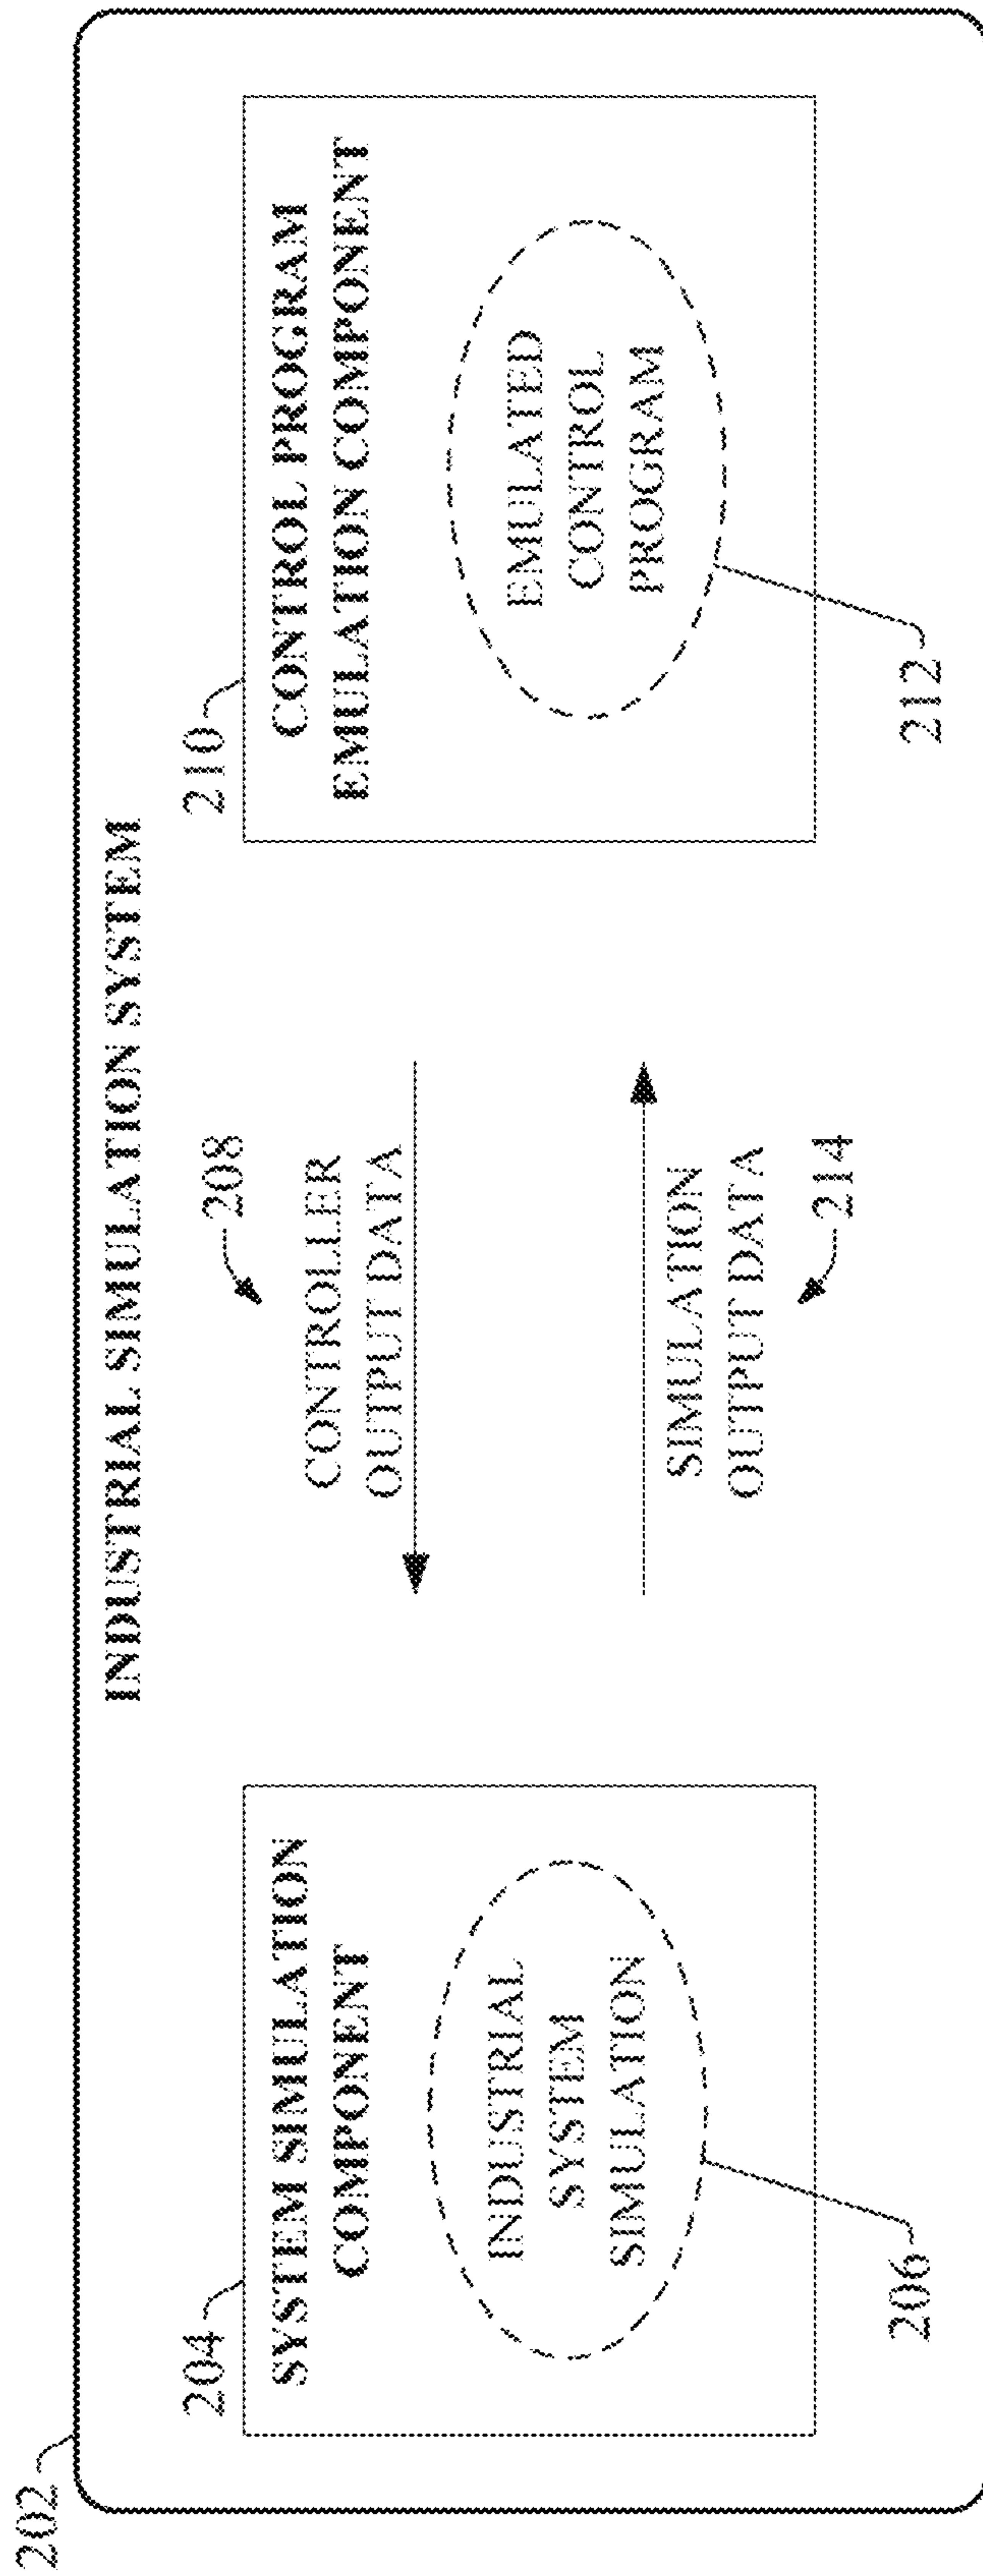 202
INDUSTRIAL SIMULATION SYSTEM
204
SYSTEM SIMULATION
COMPONENT
INDUSTRIAL
SYSTEM
SIMULATION
206
208
CONTROLLER
OUTPUT DATA
SIMULATION
OUTPUT DATA
214
210
CONTROL PROGRAM
EMULATION COMPONENT
EMULATED
CONTROL
PROGRAM
212